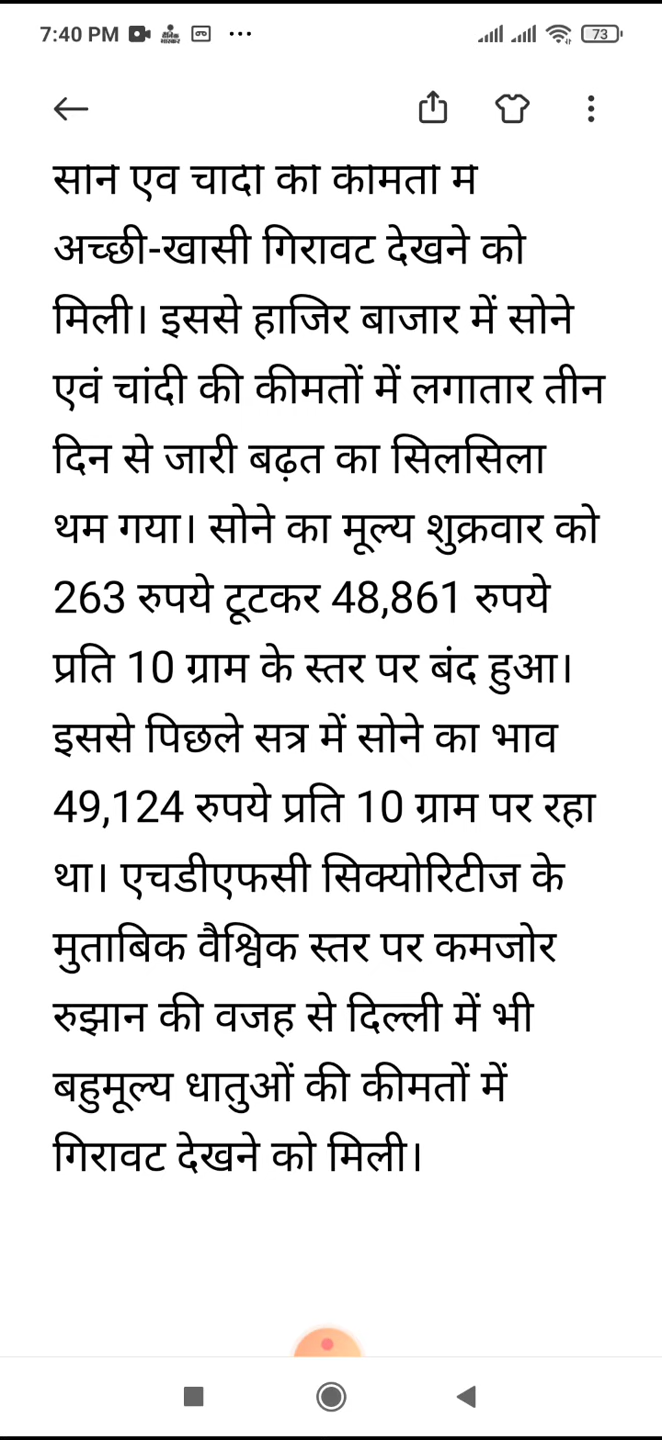 7:40 PM
73
सोने एवं चांदी की कीमतों में
अच्छी-खासी गिरावट देखने को
मिली। इससे हाजिर बाजार में सोने
एवं चांदी की कीमतों में लगातार तीन
दिन से जारी बढ़त का सिलसिला
थम गया। सोने का मूल्य शुक्रवार को
263 रुपये टूटकर 48,861 रुपये
प्रति 10 ग्राम के स्तर पर बंद हुआ।
इससे पिछले सत्र में सोने का भाव
49,124 रुपये प्रति 10 ग्राम पर रहा
था। एचडीएफसी सिक्योरिटीज के
मुताबिक वैश्विक स्तर पर कमजोर
रुझान की वजह से दिल्ली में भी
बहुमूल्य धातुओं की कीमतों में
गिरावट देखने को मिली।